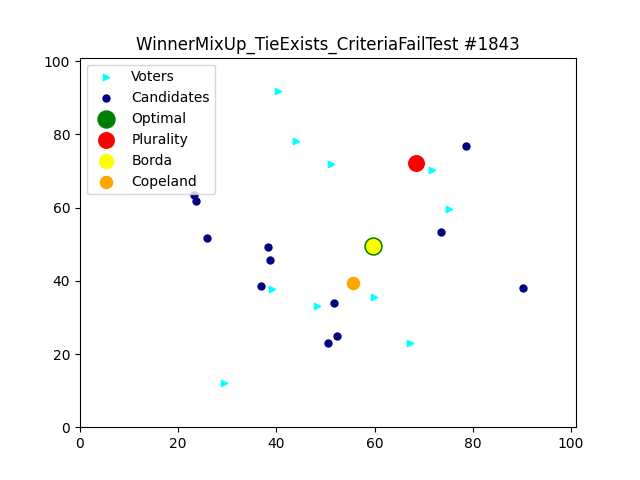 WinnerMixUp_TieExists_CriteriaFailTest #1843
100
80
60
40
20
0
0
20
40
60
80
100
Voters
Candidates
Optimal
Plurality
Borda
Copeland